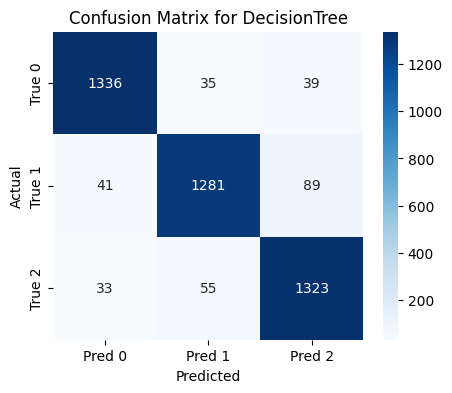 Confusion Matrix for DecisionTree
True 0
1336 35 39
True 1
41 1281 89
True 2
33 55 1323
Actual
Pred 0 Pred 1 Pred 2
Predicted
1200
1000
800
600
400
200